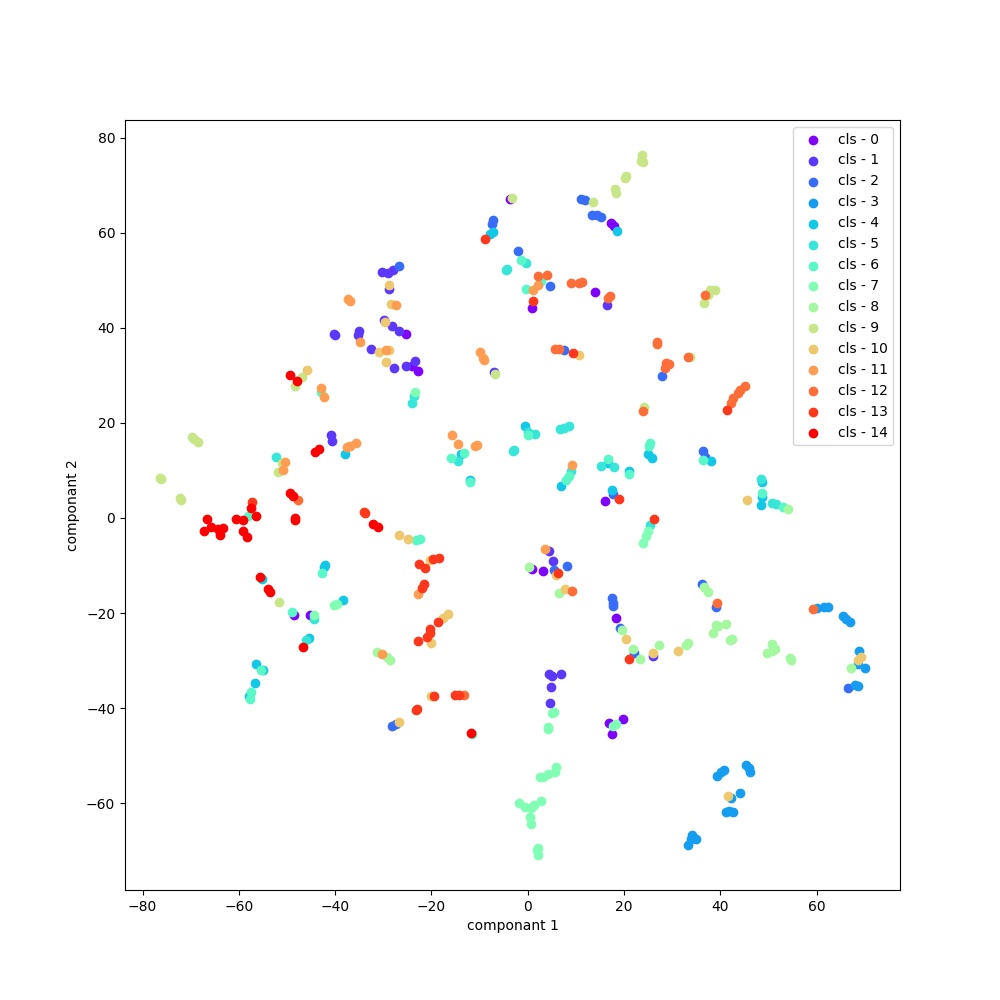 80
60
40
20
0
−20
−40
−60
componant 2
−80
−60
−40
−20
0
20
40
60
componant 1
cls - 0
cls - 1
cls - 2
cls - 3
cls - 4
cls - 5
cls - 6
cls - 7
cls - 8
cls - 9
cls - 10
cls - 11
cls - 12
cls - 13
cls - 14